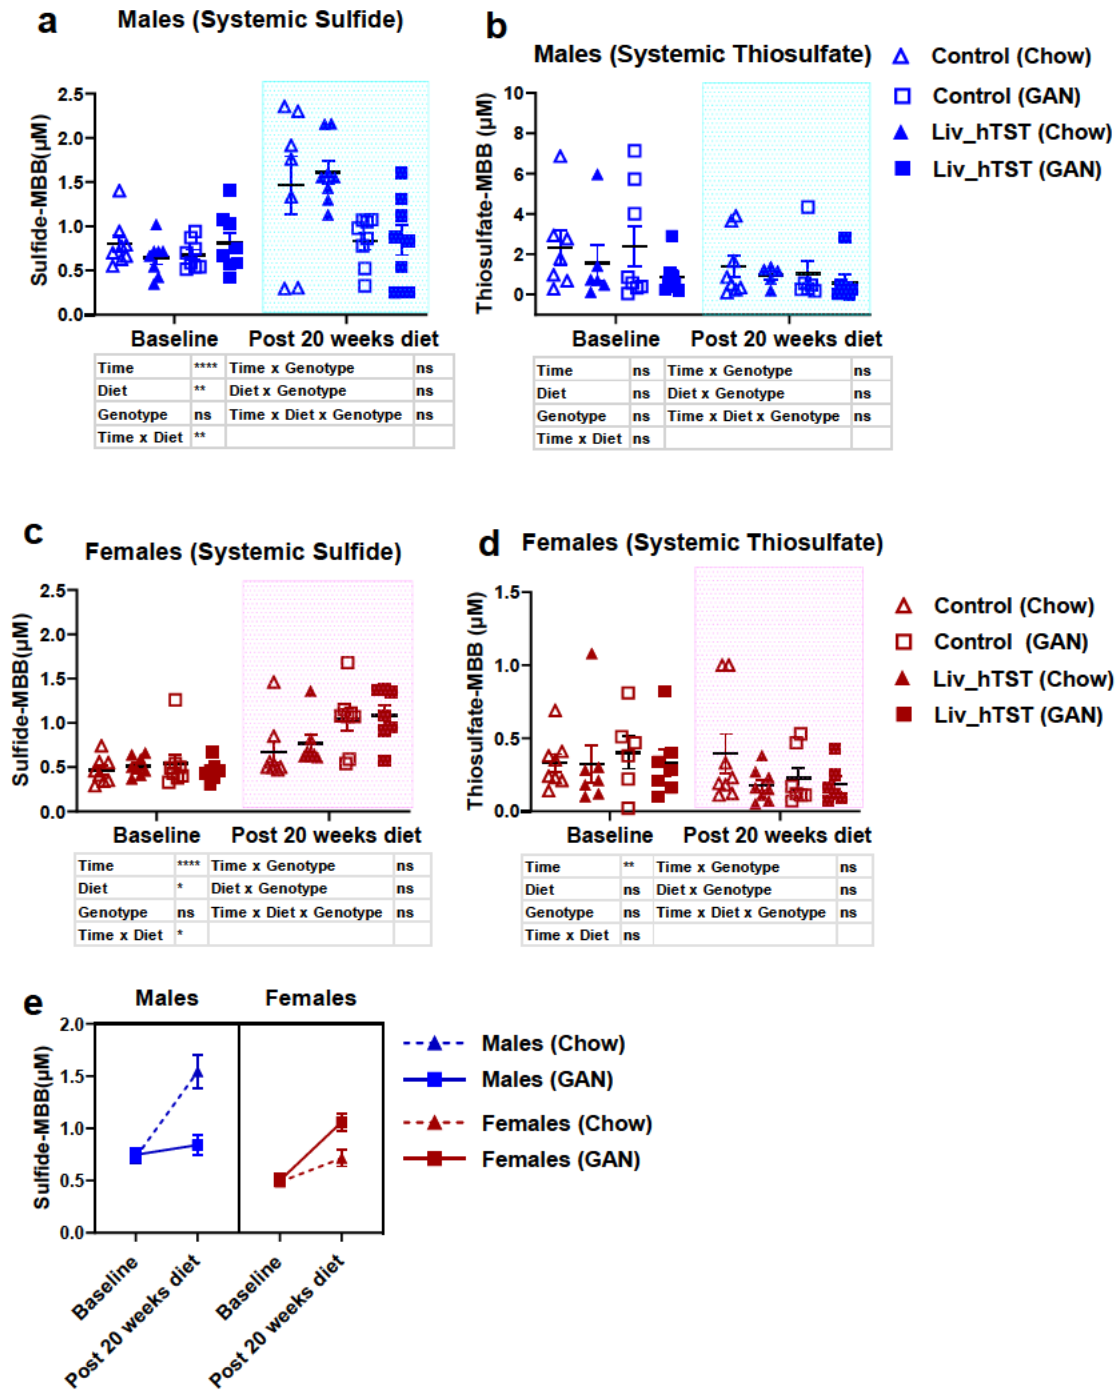 a
Males (Systemic Sulfide)
Sulfide-MBB(µM)
2.5
2.0
1.5
1.0
0.5
0.0
Baseline
Post 20 weeks diet
Time **** Time x Genotype ns
Diet ** Diet x Genotype ns
Genotype ns Time x Diet x Genotype ns
Time x Diet **
b
Males (Systemic Thiosulfate)
Thiosulfate-MBB (µM)
10
8
6
4
2
0
Baseline
Post 20 weeks diet
Time ns Time x Genotype ns
Diet ns Diet x Genotype ns
Genotype ns Time x Diet x Genotype ns
Time x Diet ns
Control (Chow)
Control (GAN)
Liv_hTST (Chow)
Liv_hTST (GAN)
c
Females (Systemic Sulfide)
Sulfide-MBB(µM)
2.5
2.0
1.5
1.0
0.5
0.0
Baseline
Post 20 weeks diet
Time **** Time x Genotype ns
Diet * Diet x Genotype ns
Genotype ns Time x Diet x Genotype ns
Time x Diet *
d
Females (Systemic Thiosulfate)
Thiosulfate-MBB (µM)
1.5
1.0
0.5
0.0
Baseline
Post 20 weeks diet
Time ** Time x Genotype ns
Diet ns Diet x Genotype ns
Genotype ns Time x Diet x Genotype ns
Time x Diet ns
Control (Chow)
Control (GAN)
Liv_hTST (Chow)
Liv_hTST (GAN)
e
Males
Females
Sulfide-MBB(µM)
2.0
1.5
1.0
0.5
0.0
Baseline
Post 20 weeks diet
Baseline
Post 20 weeks diet
Males (Chow)
Males (GAN)
Females (Chow)
Females (GAN)